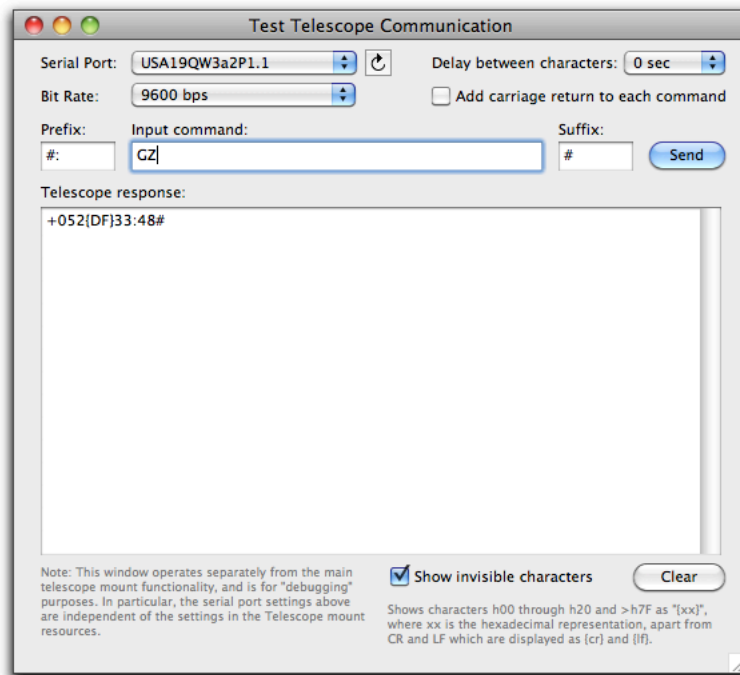 Test Telescope Communication
Serial Port: USA19QW3a2P1.1 Delay between characters: 0 sec
Bit Rate: 9600 bps Add carriage return to each command
Prefix: Input command: Suffix:
#: GZ # Send
Telescope response:
+052{DF}33:48#
Note: This window operates separately from the main
telescope mount functionality, and is for "debugging"
purposes. In particular, the serial port settings above
are independent of the settings in the Telescope mount
resources.
Show invisible characters Clear
Shows characters h00 through h20 and >h7F as "{xx}",
where xx is the hexadecimal representation, apart from
CR and LF which are displayed as {cr} and {lf}.